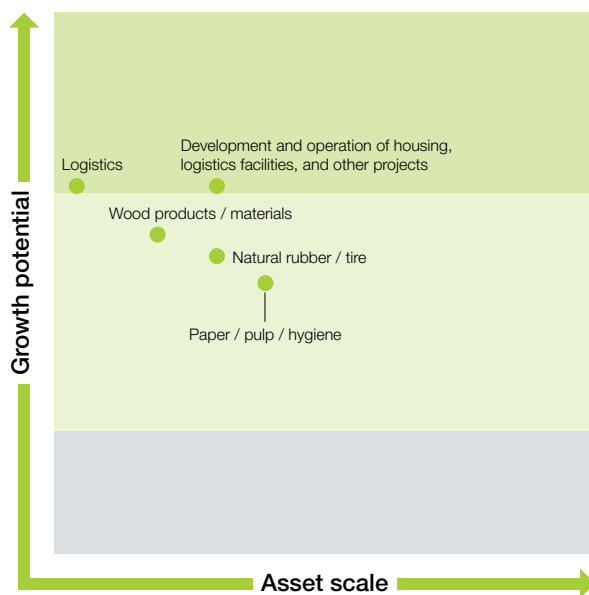 Development and operation of housing,
logistics facilities, and other projects
Logistics
Wood products / materials
Natural rubber / tire
Paper / pulp / hygiene
Growth potential
Asset scale